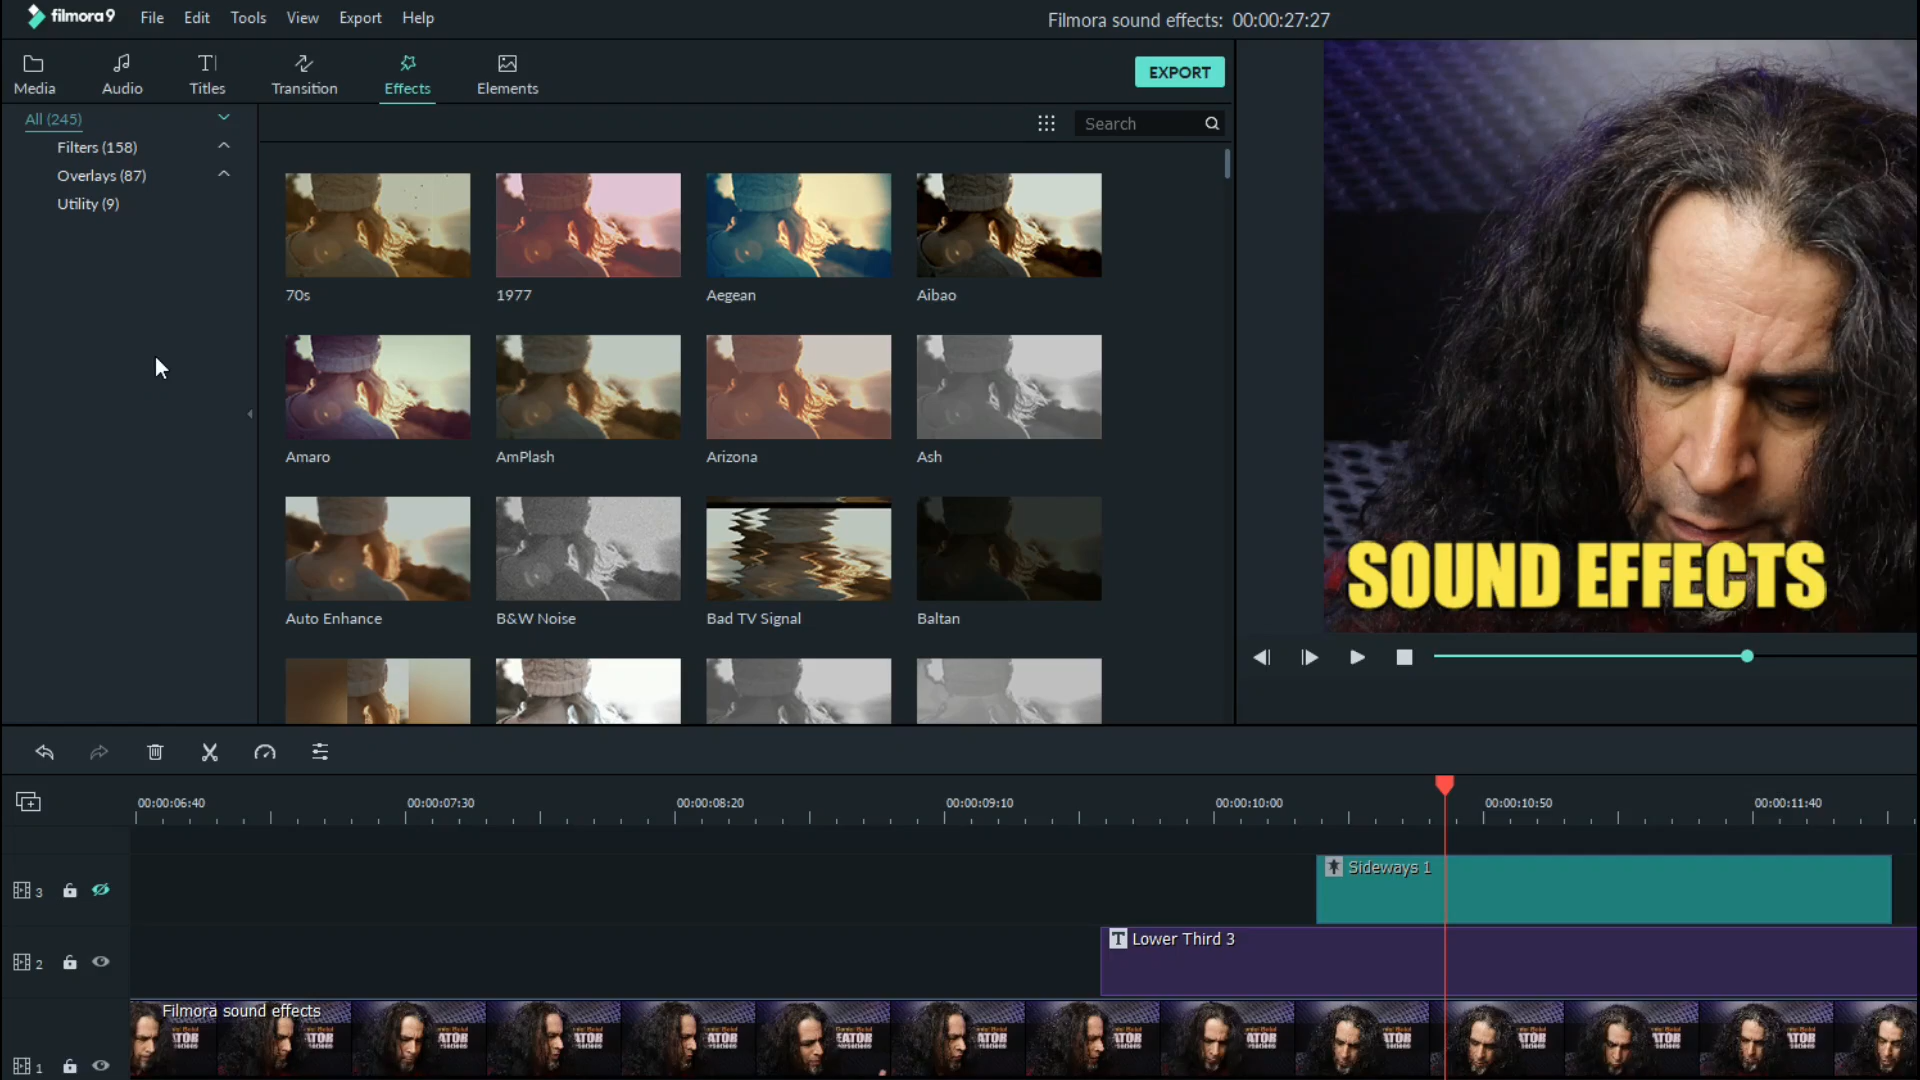 filmora9 File Edit Tools View Export Help
Filmora sound effects: 00:00:27:27
Media Audio Titles Transition Effects Elements
EXPORT
All (245)
Filters (158)
Overlays (87)
Utility (9)
Search
70s 1977 Aegean Aibao
Amaro AmPlash Arizona Ash
Auto Enhance B&W Noise Bad TV Signal Baltan
SOUND EFFECTS
00:00:06:40 00:00:07:30 00:00:08:20 00:00:09:10 00:00:10:00 00:00:10:50 00:00:11:40
3
Sideways 1
2
T Lower Third 3
1
Filmora sound effects